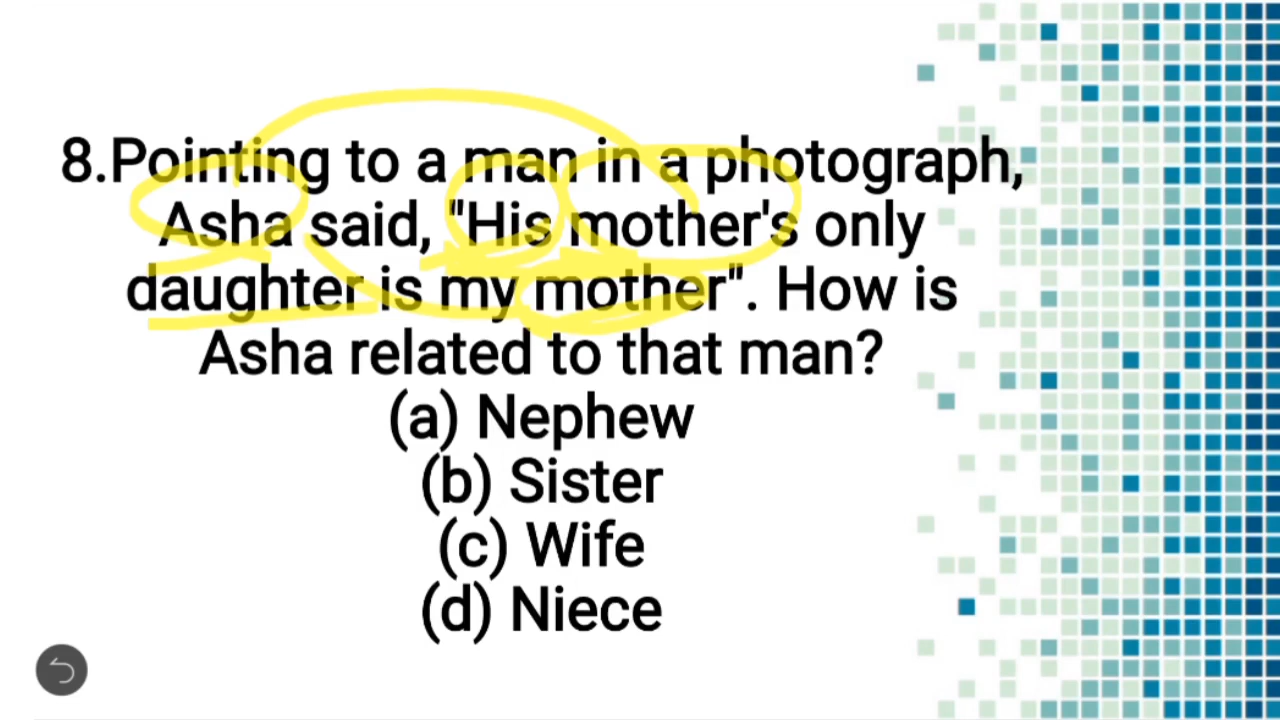 8.Pointing to a man in a photograph,
Asha said, "His mother's only
daughter is my mother". How is
Asha related to that man?
(a) Nephew
(b) Sister
(c) Wife
(d) Niece